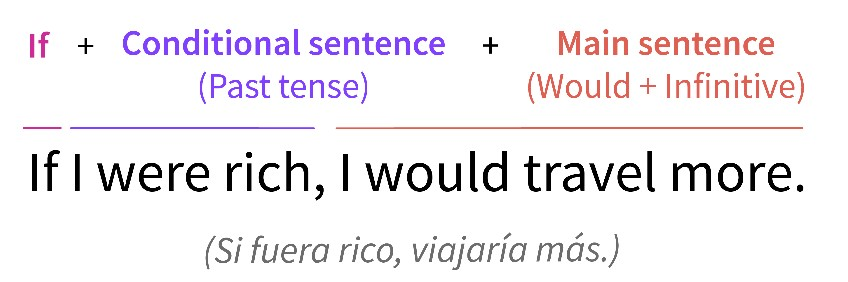 If + Conditional sentence + Main sentence
(Past tense) (Would + Infinitive)
If I were rich, I would travel more.
(Si fuera rico, viajaría más.)